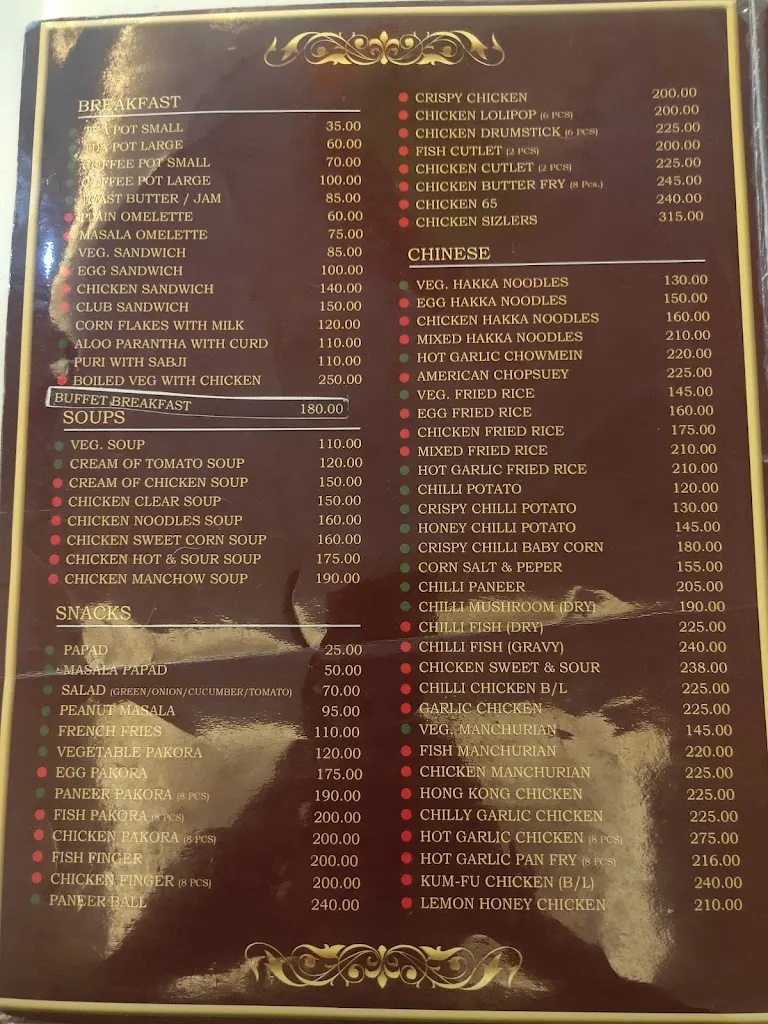 BREAKFAST
TEA POT SMALL 35.00
TEA POT LARGE 60.00
COFFEE POT SMALL 70.00
COFFEE POT LARGE 100.00
TOAST BUTTER / JAM 85.00
PLAIN OMELETTE 60.00
MASALA OMELETTE 75.00
VEG. SANDWICH 85.00
EGG SANDWICH 100.00
CHICKEN SANDWICH 140.00
CLUB SANDWICH 150.00
CORN FLAKES WITH MILK 120.00
ALOO PARANTHA WITH CURD 110.00
PURI WITH SABJI 110.00
BOILED VEG WITH CHICKEN 250.00
BUFFET BREAKFAST 180.00
SOUPS
VEG. SOUP 110.00
CREAM OF TOMATO SOUP 120.00
CREAM OF CHICKEN SOUP 150.00
CHICKEN CLEAR SOUP 150.00
CHICKEN NOODLES SOUP 160.00
CHICKEN SWEET CORN SOUP 160.00
CHICKEN HOT & SOUR SOUP 175.00
CHICKEN MANCHOW SOUP 190.00
SNACKS
PAPAD 25.00
MASALA PAPAD 50.00
SALAD (GREEN/ONION/CUCUMBER/TOMATO) 70.00
PEANUT MASALA 95.00
FRENCH FRIES 110.00
VEGETABLE PAKORA 120.00
EGG PAKORA 175.00
PANEER PAKORA (8 PCS) 190.00
FISH PAKORA (8 PCS) 200.00
CHICKEN PAKORA (8 PCS) 200.00
FISH FINGER 200.00
CHICKEN FINGER (8 PCS) 200.00
PANEER BALL 240.00
CRISPY CHICKEN 200.00
CHICKEN LOLIPOP (6 PCS) 200.00
CHICKEN DRUMSTICK (6 PCS) 225.00
FISH CUTLET (2 PCS) 200.00
CHICKEN CUTLET (2 PCS) 225.00
CHICKEN BUTTER FRY (8 Pcs.) 245.00
CHICKEN 65 240.00
CHICKEN SIZLERS 315.00
CHINESE
VEG. HAKKA NOODLES 130.00
EGG HAKKA NOODLES 150.00
CHICKEN HAKKA NOODLES 160.00
MIXED HAKKA NOODLES 210.00
HOT GARLIC CHOWMEIN 220.00
AMERICAN CHOPSUEY 225.00
VEG. FRIED RICE 145.00
EGG FRIED RICE 160.00
CHICKEN FRIED RICE 175.00
MIXED FRIED RICE 210.00
HOT GARLIC FRIED RICE 210.00
CHILLI POTATO 120.00
CRISPY CHILLI POTATO 130.00
HONEY CHILLI POTATO 145.00
CRISPY CHILLI BABY CORN 180.00
CORN SALT & PEPER 155.00
CHILLI PANEER 205.00
CHILLI MUSHROOM (DRY) 190.00
CHILLI FISH (DRY) 225.00
CHILLI FISH (GRAVY) 240.00
CHICKEN SWEET & SOUR 238.00
CHILLI CHICKEN B/L 225.00
GARLIC CHICKEN 225.00
VEG. MANCHURIAN 145.00
FISH MANCHURIAN 220.00
CHICKEN MANCHURIAN 225.00
HONG KONG CHICKEN 225.00
CHILLY GARLIC CHICKEN 225.00
HOT GARLIC CHICKEN (8 PCS) 275.00
HOT GARLIC PAN FRY (8 PCS) 216.00
KUM-FU CHICKEN (B/L) 240.00
LEMON HONEY CHICKEN 210.00